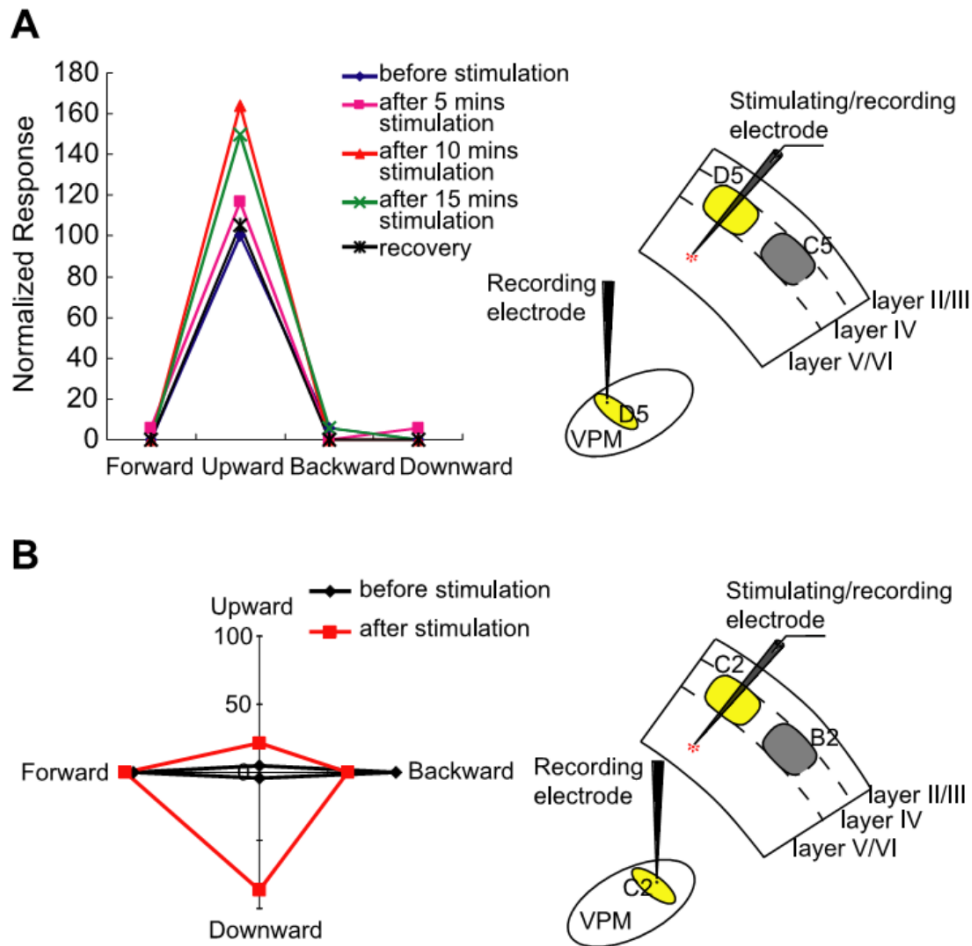 A
180
160
140
120
100
80
60
40
20
0
Normalized Response
Forward Upward Backward Downward
before stimulation
after 5 mins
stimulation
after 10 mins
stimulation
after 15 mins
stimulation
recovery
Stimulating/recording
electrode
D5
C5
layer II/III
layer IV
layer V/VI
Recording
electrode
D5
VPM
B
before stimulation
after stimulation
Upward
100
50
0
Forward
Backward
Downward
Stimulating/recording
electrode
C2
B2
layer II/III
layer IV
layer V/VI
Recording
electrode
C2
VPM